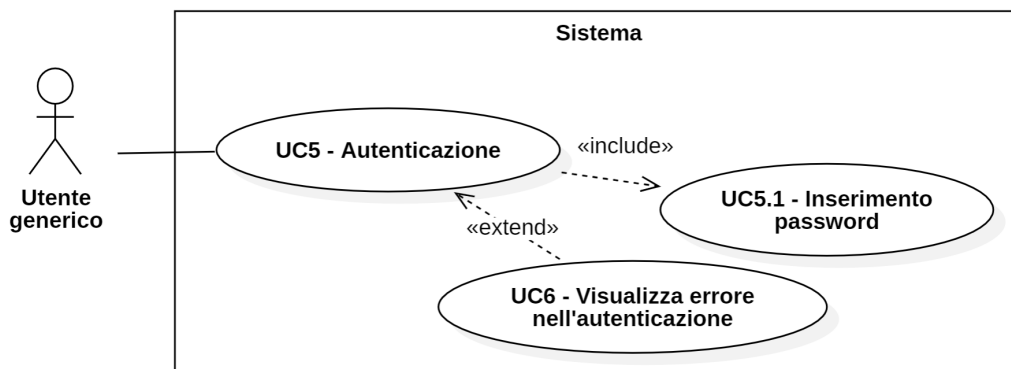 Sistema
UC5 - Autenticazione
«include»
Utente
generico
UC5.1 - Inserimento
password
«extend»
UC6 - Visualizza errore
nell'autenticazione